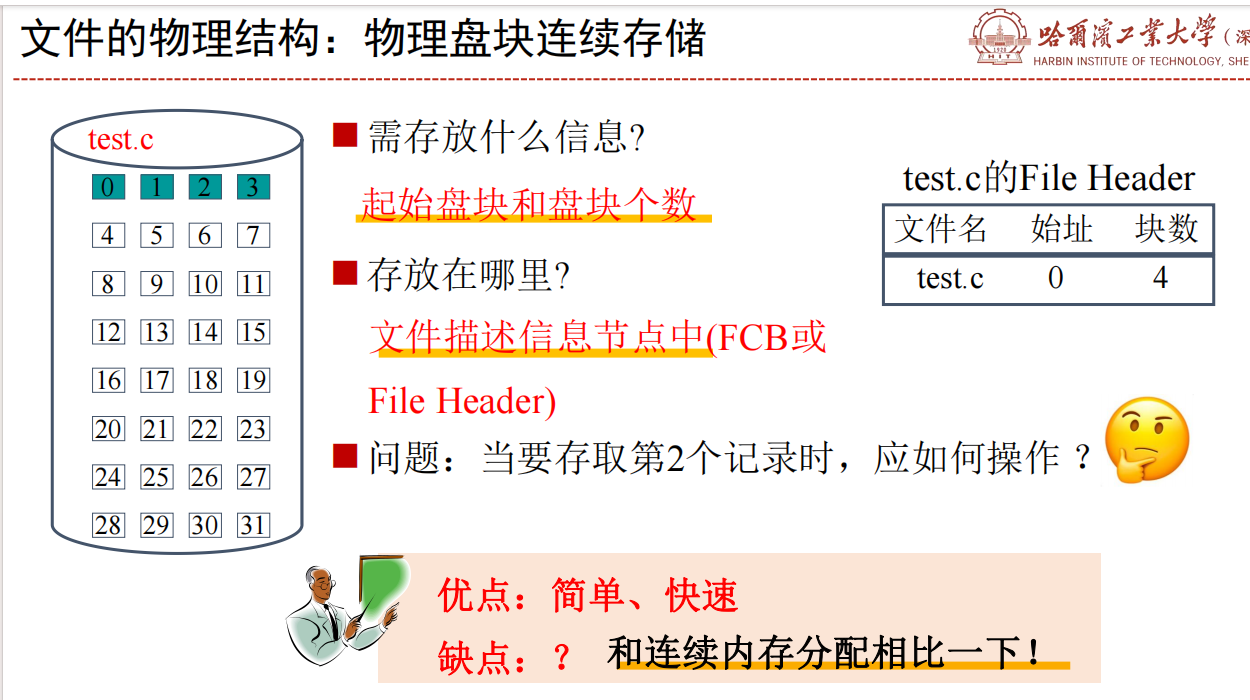 文件的物理结构：物理盘块连续存储
哈爾濱工業大學（深
HARBIN INSTITUTE OF TECHNOLOGY, SHE
1920
HIT
test.c
0 1 2 3
4 5 6 7
8 9 10 11
12 13 14 15
16 17 18 19
20 21 22 23
24 25 26 27
28 29 30 31
■需存放什么信息?
起始盘块和盘块个数
■存放在哪里?
文件描述信息节点中(FCB或
File Header)
■问题：当要存取第2个记录时，应如何操作？
test.c的File Header
文件名 始址 块数
test.c 0 4
优点：简单、快速
缺点：？ 和连续内存分配相比一下！